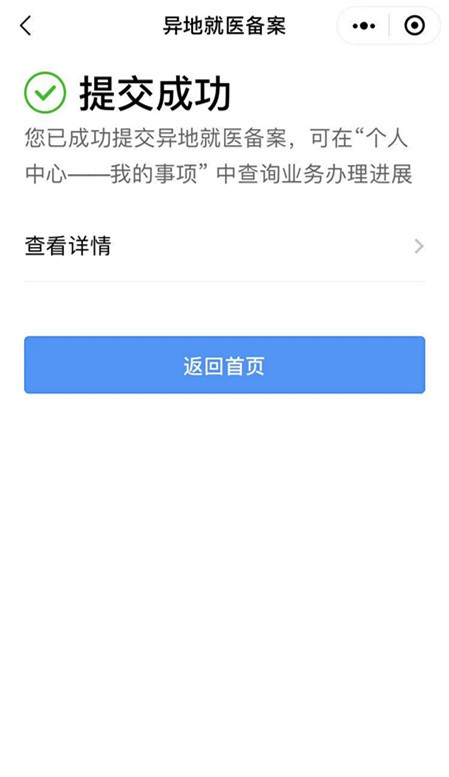 异地就医备案
提交成功
您已成功提交异地就医备案，可在“个人
中心——我的事项”中查询业务办理进展
查看详情
返回首页